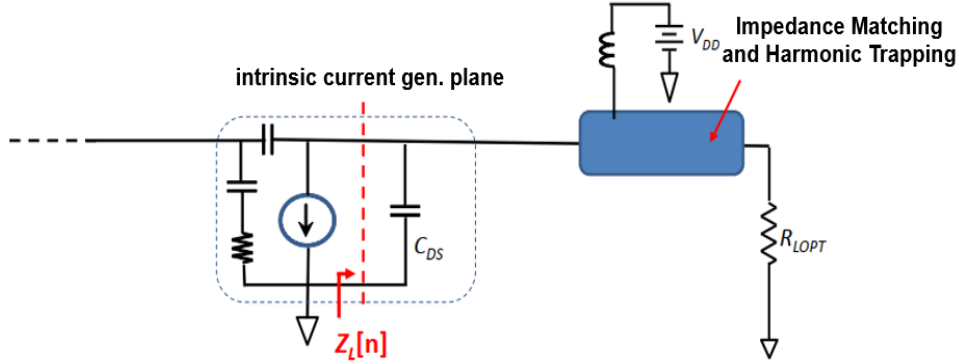 Impedance Matching
and Harmonic Trapping
V_DD
intrinsic current gen. plane
C_DS
R_LOPT
Z_L[n]